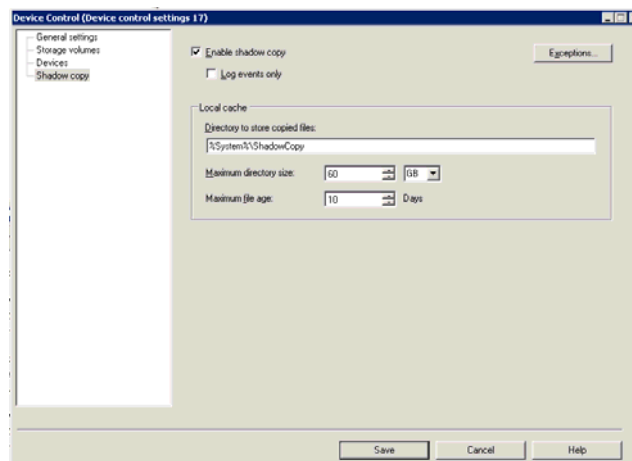 Device Control (Device control settings 17)
General settings
Storage volumes
Devices
Shadow copy
Enable shadow copy
Exceptions...
Log events only
Local cache
Directory to store copied files:
%System%\ShadowCopy
Maximum directory size: 60 GB
Maximum file age: 10 Days
Save Cancel Help